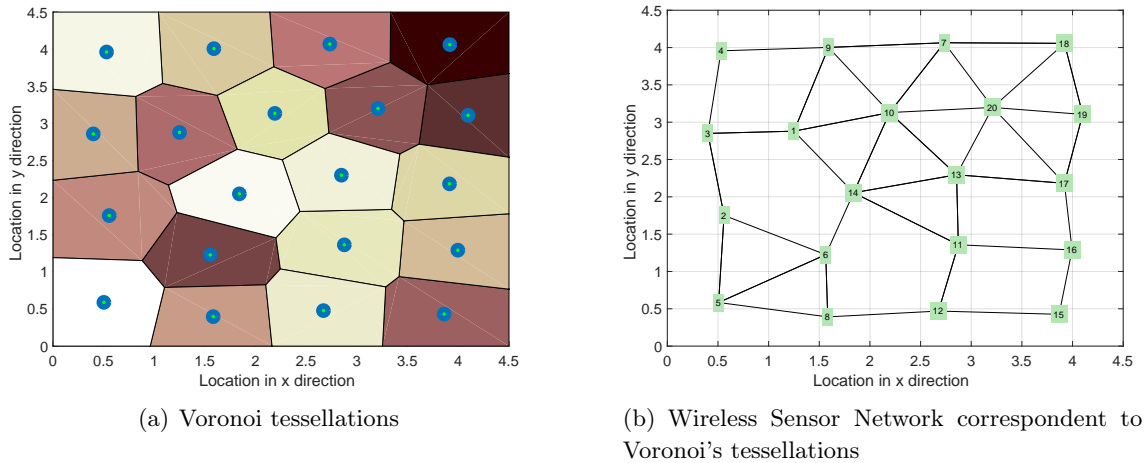 4.5
4
3.5
3
2.5
2
1.5
1
0.5
0
0 0.5 1 1.5 2 2.5 3 3.5 4 4.5
Location in x direction
Location in y direction
(a) Voronoi tessellations
4.5
4
3.5
3
2.5
2
1.5
1
0.5
0
4 9 7 18
3 1 10 20 19
2 14 13 17
5 6 11 16
8 12 15
0 0.5 1 1.5 2 2.5 3 3.5 4 4.5
Location in x direction
Location in y direction
(b) Wireless Sensor Network correspondent to
Voronoi's tessellations